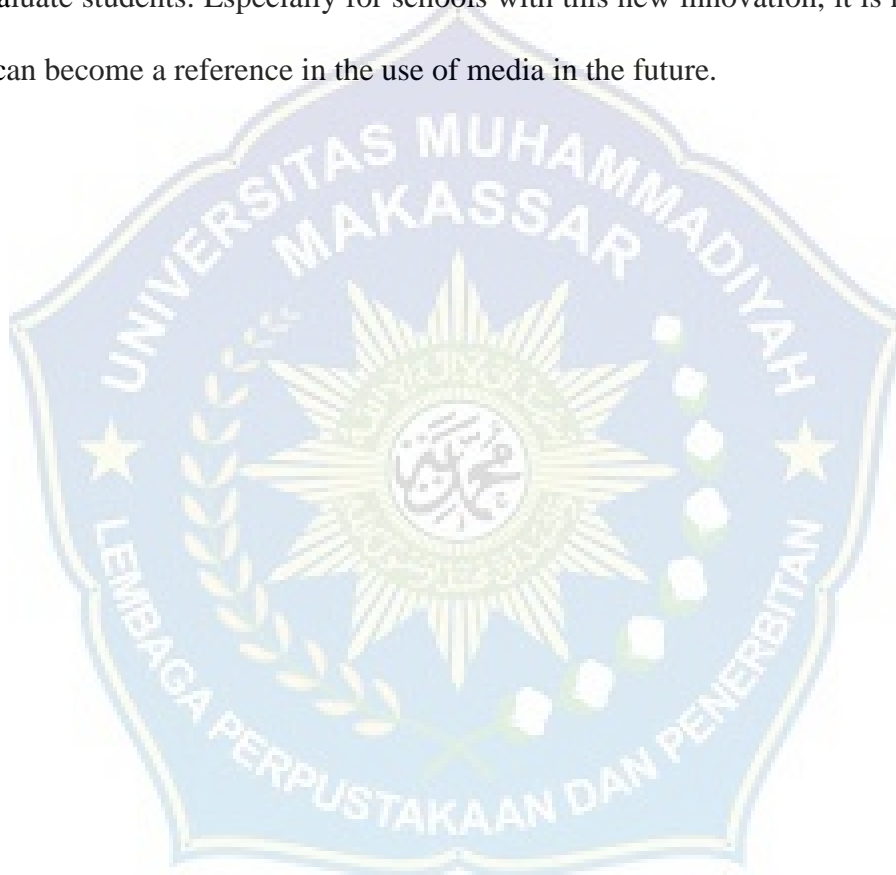 aluate students. Especially for schools with this new innovation, it is
can become a reference in the use of media in the future.
UNIVERSITAS MUHAMMADIYAH
MAKASSAR
LEMBAGA PERPUSTAKAAN DAN PENERBITAN